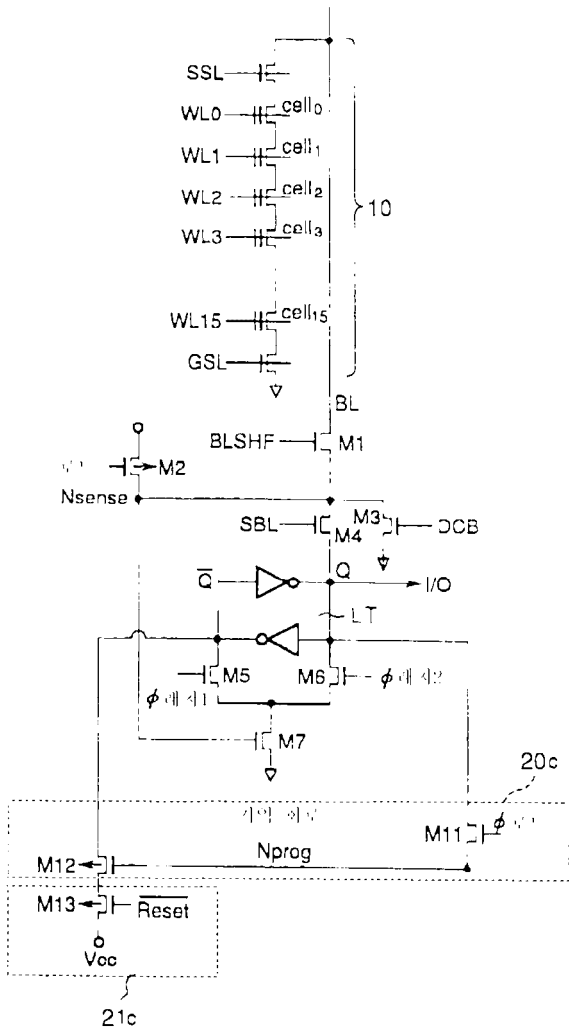 SSL
WL0
cell0
WL1
cell1
WL2
cell2
WL3
cell3
10
WL15
cell15
GSL
BL
BLSHF
M1
M2
Nsense
M3
DCB
SBL
M4
Q
Q
I/O
LT
M5
M6
φ
φ
M7
20c
φ
M11
Nprog
M12
M13
Reset
Vcc
21c